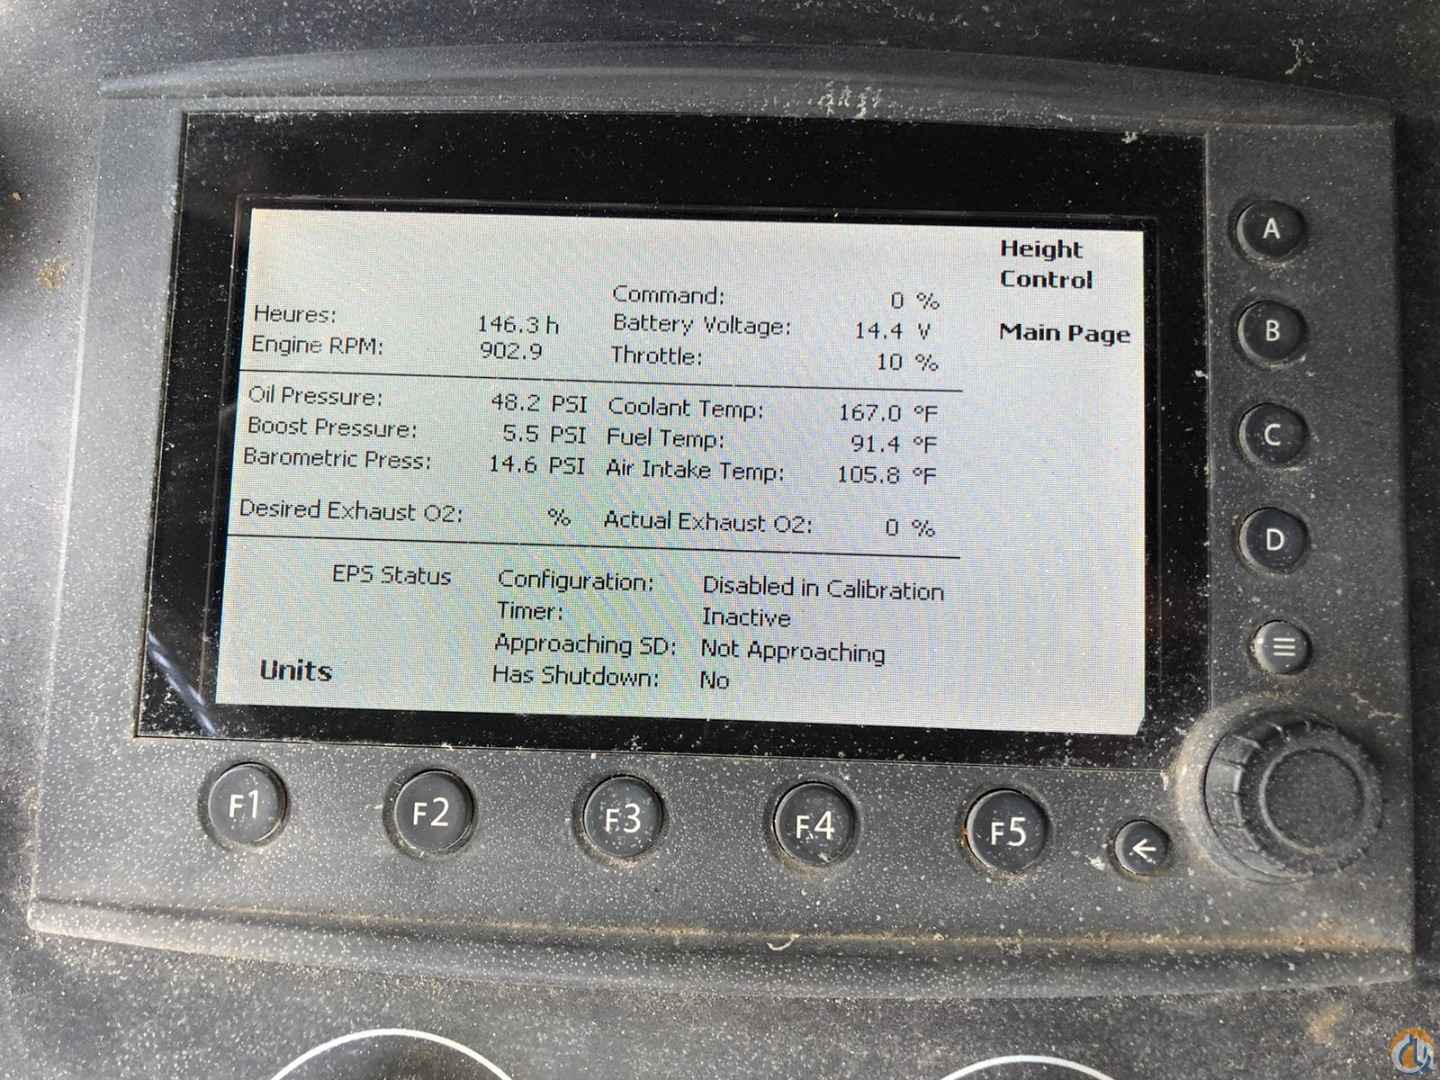 Height
Control
Main Page
Command: 0 %
Heures: 146.3 h Battery Voltage: 14.4 V
Engine RPM: 902.9 Throttle: 10 %
Oil Pressure: 48.2 PSI Coolant Temp: 167.0 °F
Boost Pressure: 5.5 PSI Fuel Temp: 91.4 °F
Barometric Press: 14.6 PSI Air Intake Temp: 105.8 °F
Desired Exhaust O2: % Actual Exhaust O2: 0 %
EPS Status Configuration: Disabled in Calibration
Timer: Inactive
Approaching SD: Not Approaching
Has Shutdown: No
Units
A
B
C
D
F1 F2 F3 F4 F5